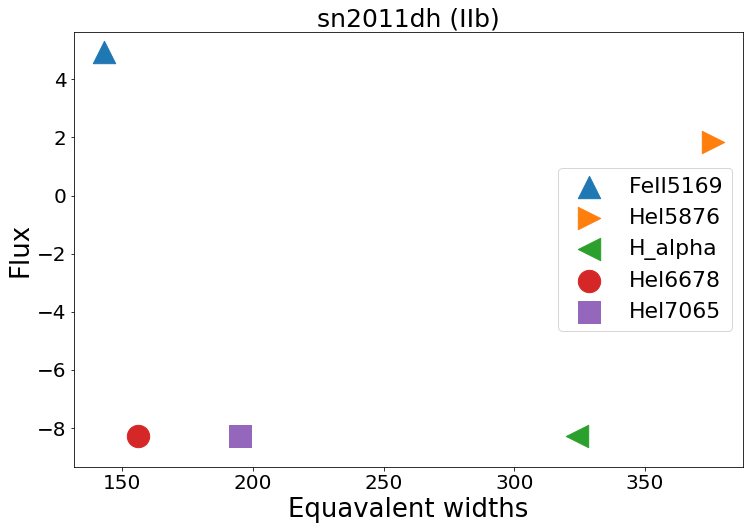 sn2011dh (IIb)
Flux
4
2
0
−2
−4
−6
−8
FeII5169
HeI5876
H_alpha
HeI6678
HeI7065
150 200 250 300 350
Equavalent widths